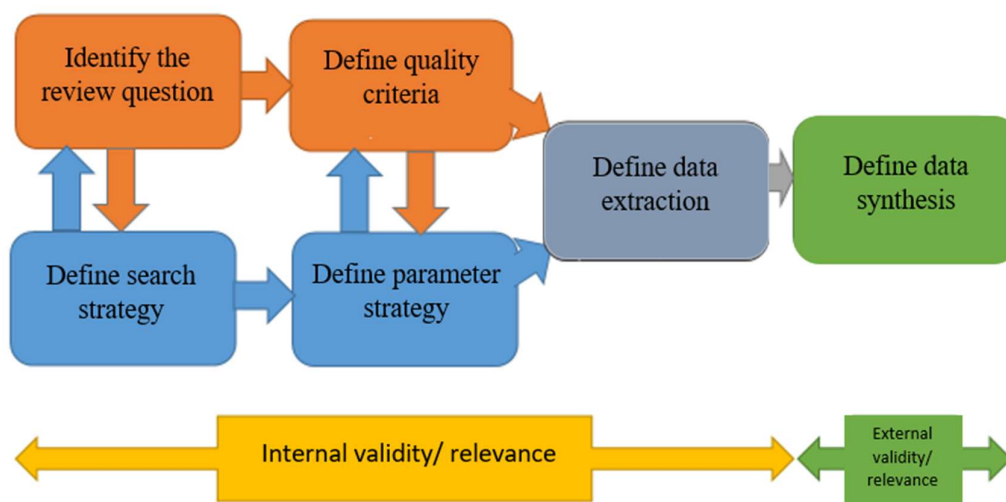 Identify the
review question
Define quality
criteria
Define data
extraction
Define data
synthesis
Define search
strategy
Define parameter
strategy
Internal validity/ relevance
External
validity/
relevance